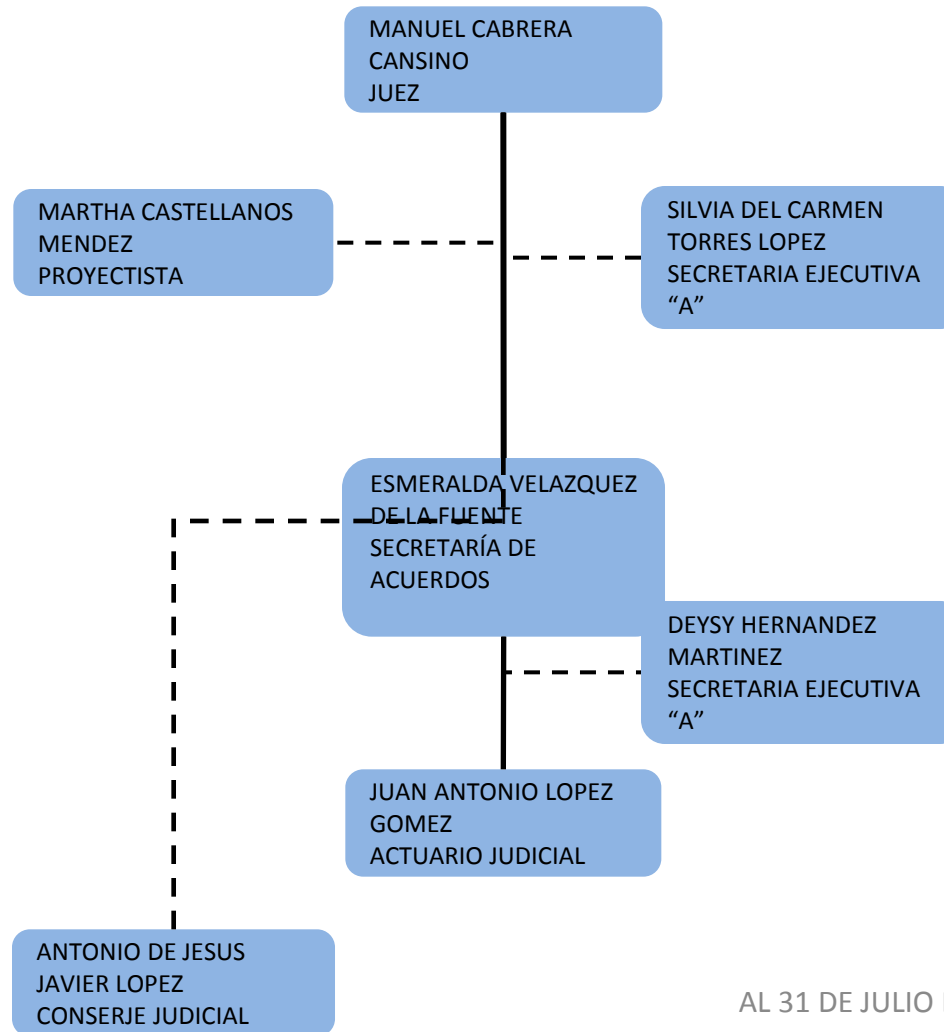 MANUEL CABRERA
CANSINO
JUEZ
MARTHA CASTELLANOS
MENDEZ
PROYECTISTA
SILVIA DEL CARMEN
TORRES LOPEZ
SECRETARIA EJECUTIVA
“A”
ESMERALDA VELAZQUEZ
DE LA FUENTE
SECRETARÍA DE
ACUERDOS
DEYSY HERNANDEZ
MARTINEZ
SECRETARIA EJECUTIVA
“A”
JUAN ANTONIO LOPEZ
GOMEZ
ACTUARIO JUDICIAL
ANTONIO DE JESUS
JAVIER LOPEZ
CONSERJE JUDICIAL
AL 31 DE JULIO